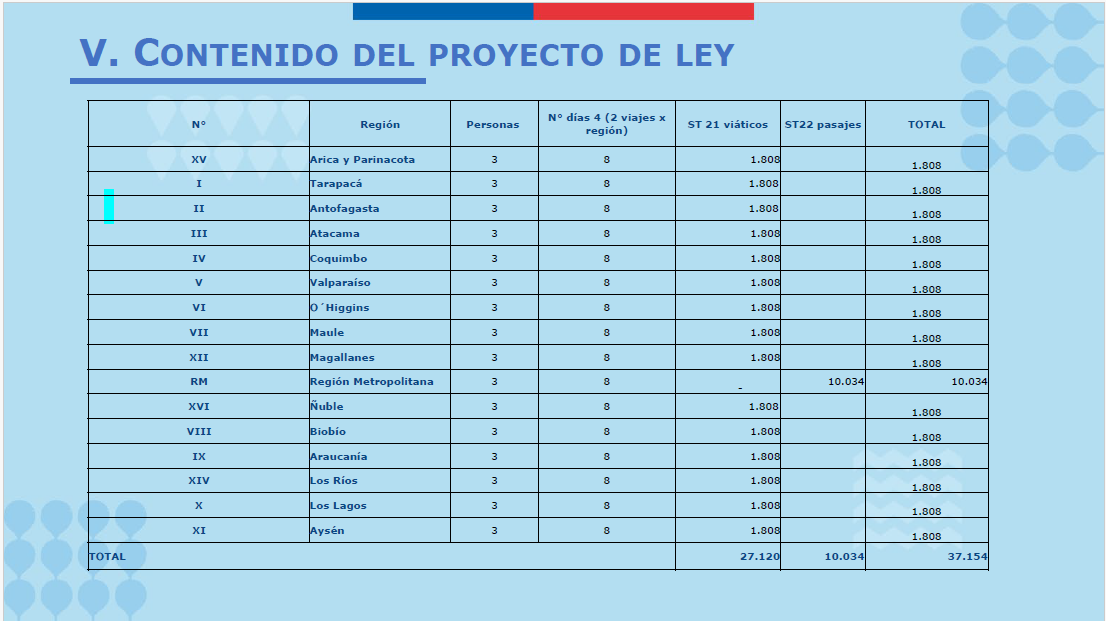 V. CONTENIDO DEL PROYECTO DE LEY
N° Región Personas N° días 4 (2 viajes x región) ST 21 viáticos ST22 pasajes TOTAL
XV Arica y Parinacota 3 8 1.808 1.808
I Tarapacá 3 8 1.808 1.808
II Antofagasta 3 8 1.808 1.808
III Atacama 3 8 1.808 1.808
IV Coquimbo 3 8 1.808 1.808
V Valparaíso 3 8 1.808 1.808
VI O´Higgins 3 8 1.808 1.808
VII Maule 3 8 1.808 1.808
XII Magallanes 3 8 1.808 1.808
RM Región Metropolitana 3 8 - 10.034 10.034
XVI Ñuble 3 8 1.808 1.808
VIII Biobío 3 8 1.808 1.808
IX Araucanía 3 8 1.808 1.808
XIV Los Ríos 3 8 1.808 1.808
X Los Lagos 3 8 1.808 1.808
XI Aysén 3 8 1.808 1.808
TOTAL 27.120 10.034 37.154